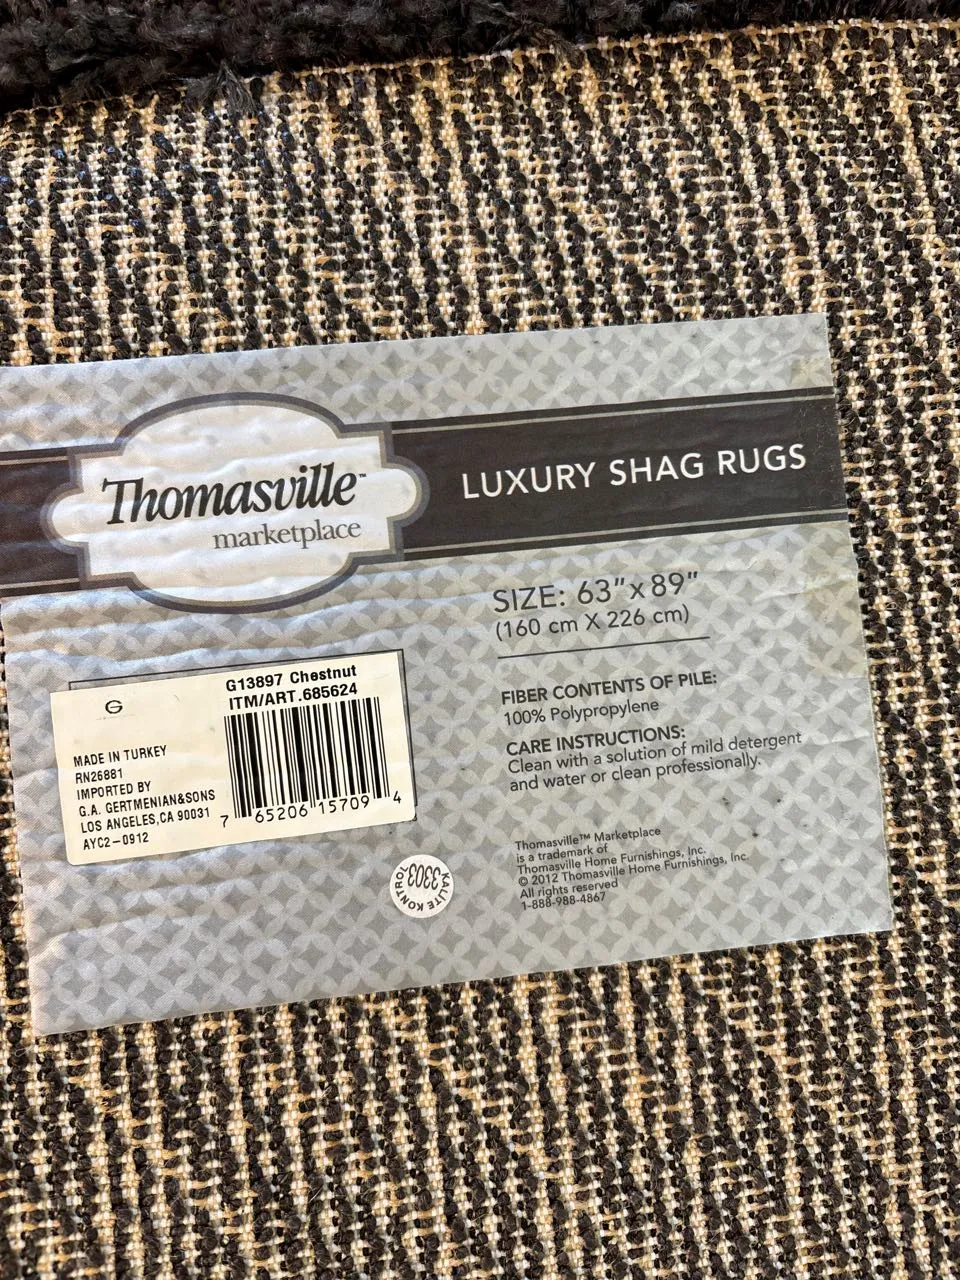 Thomasville™
marketplace
LUXURY SHAG RUGS
SIZE: 63”x89”
(160 cm X 226 cm)
FIBER CONTENTS OF PILE:
100% Polypropylene
CARE INSTRUCTIONS:
Clean with a solution of mild detergent
and water or clean professionally.
Thomasville™ Marketplace
is a trademark of
Thomasville Home Furnishings, Inc.
© 2012 Thomasville Home Furnishings, Inc.
All rights reserved
1-888-988-4867
G13897 Chestnut
ITM/ART.685624
G
MADE IN TURKEY
RN26881
IMPORTED BY
G.A. GERTMENIAN&SONS
LOS ANGELES,CA 90031
AYC2-0912
7 65206 15709 4
KALITE KONTROL
3303